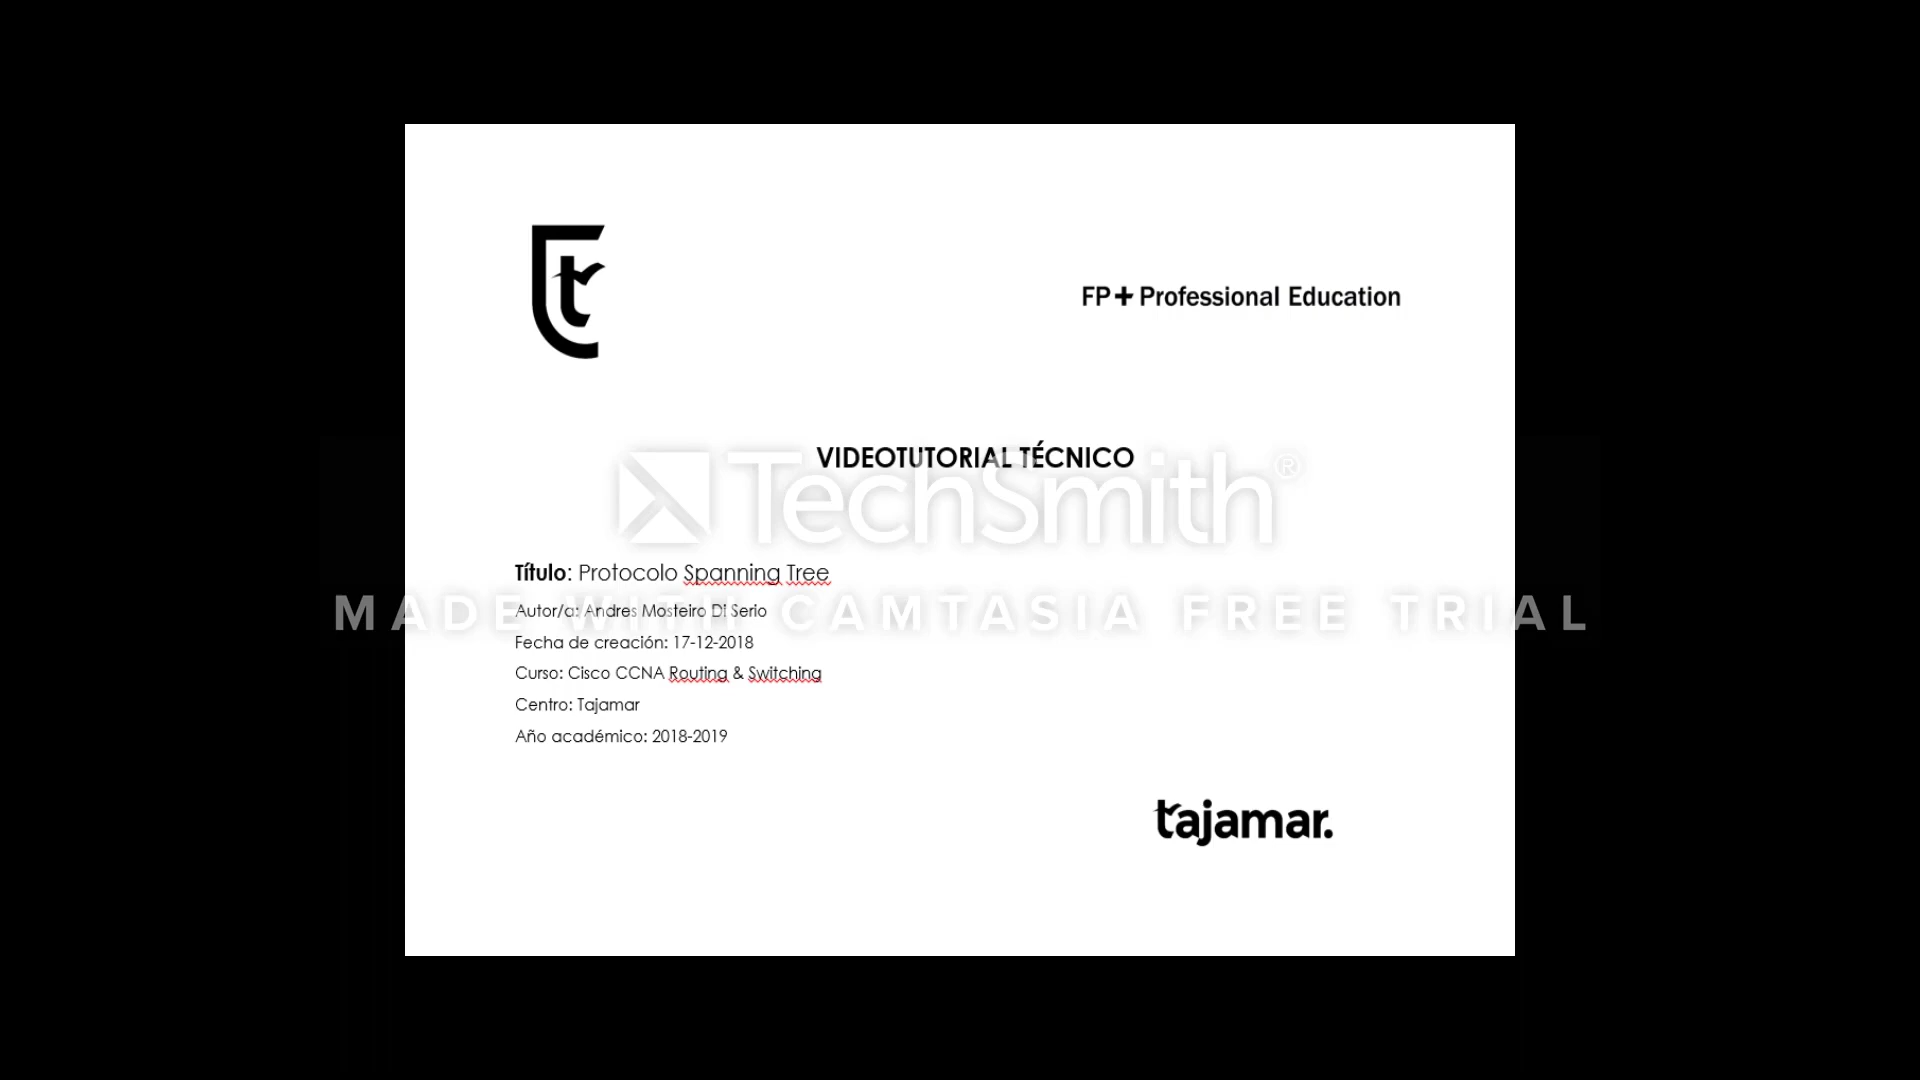 FP+Professional Education
VIDEOTUTORIAL TÉCNICO
TechSmith®
Título: Protocolo Spanning Tree
MADE WITH CAMTASIA FREE TRIAL
Autor/a: Andres Mosteiro Di Serio
Fecha de creación: 17-12-2018
Curso: Cisco CCNA Routing & Switching
Centro: Tajamar
Año académico: 2018-2019
tajamar.